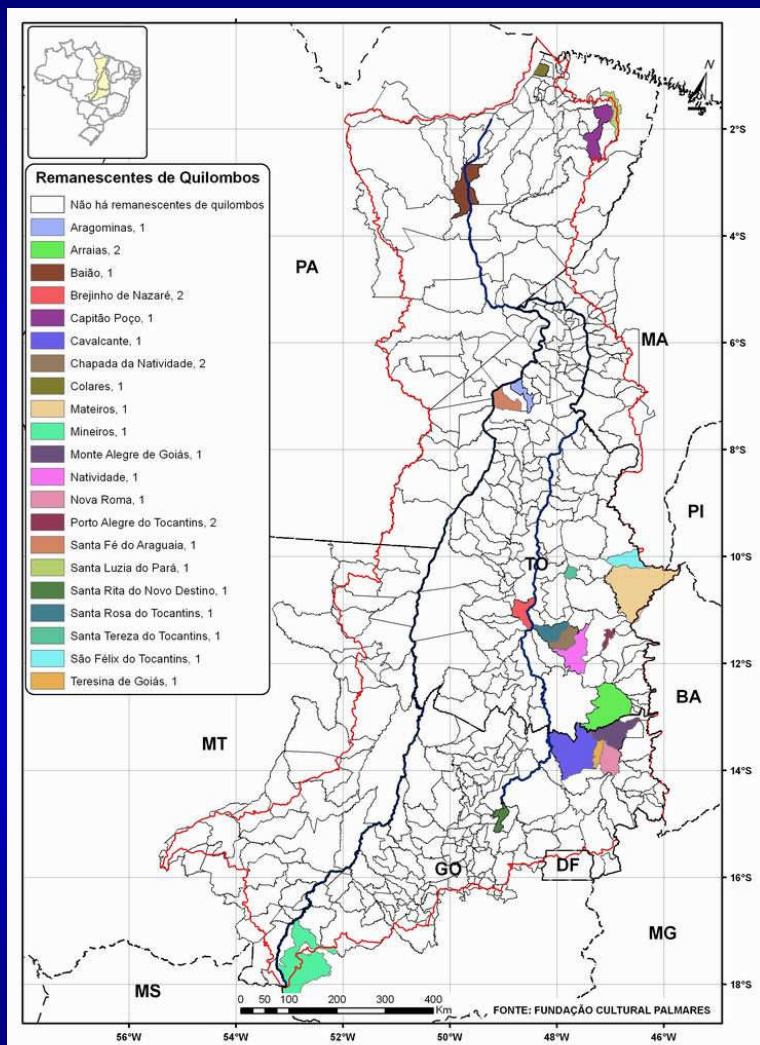 N
2°S
4°S
6°S
8°S
10°S
12°S
14°S
16°S
18°S
Remanescentes de Quilombos
Não há remanescentes de quilombos
Aragominas, 1
Arraias, 2
Baião, 1
Brejinho de Nazaré, 2
Capitão Poço, 1
Cavalcante, 1
Chapada da Natividade, 2
Colares, 1
Mateiros, 1
Mineiros, 1
Monte Alegre de Goiás, 1
Natividade, 1
Nova Roma, 1
Porto Alegre do Tocantins, 2
Santa Fé do Araguaia, 1
Santa Luzia do Pará, 1
Santa Rita do Novo Destino, 1
Santa Rosa do Tocantins, 1
Santa Tereza do Tocantins, 1
São Félix do Tocantins, 1
Teresina de Goiás, 1
PA
MA
PI
TO
BA
MT
GO
DF
MG
MS
0 50 100 200 300 400
Km
FONTE: FUNDAÇÃO CULTURAL PALMARES
56°W 54°W 52°W 50°W 48°W 46°W